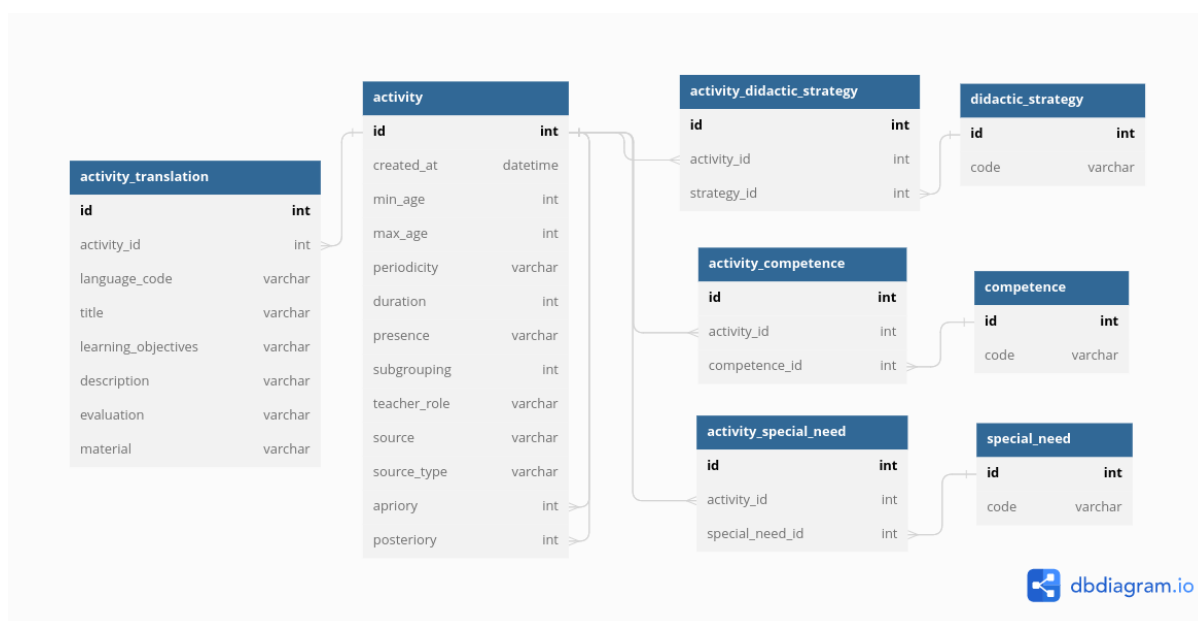 activity_translation
id int
activity_id int
language_code varchar
title varchar
learning_objectives varchar
description varchar
evaluation varchar
material varchar
activity
id int
created_at datetime
min_age int
max_age int
periodicity varchar
duration int
presence varchar
subgrouping int
teacher_role varchar
source varchar
source_type varchar
apriory int
posteriory int
activity_didactic_strategy
id int
activity_id int
strategy_id int
didactic_strategy
id int
code varchar
activity_competence
id int
activity_id int
competence_id int
competence
id int
code varchar
activity_special_need
id int
activity_id int
special_need_id int
special_need
id int
code varchar
dbdiagram.io